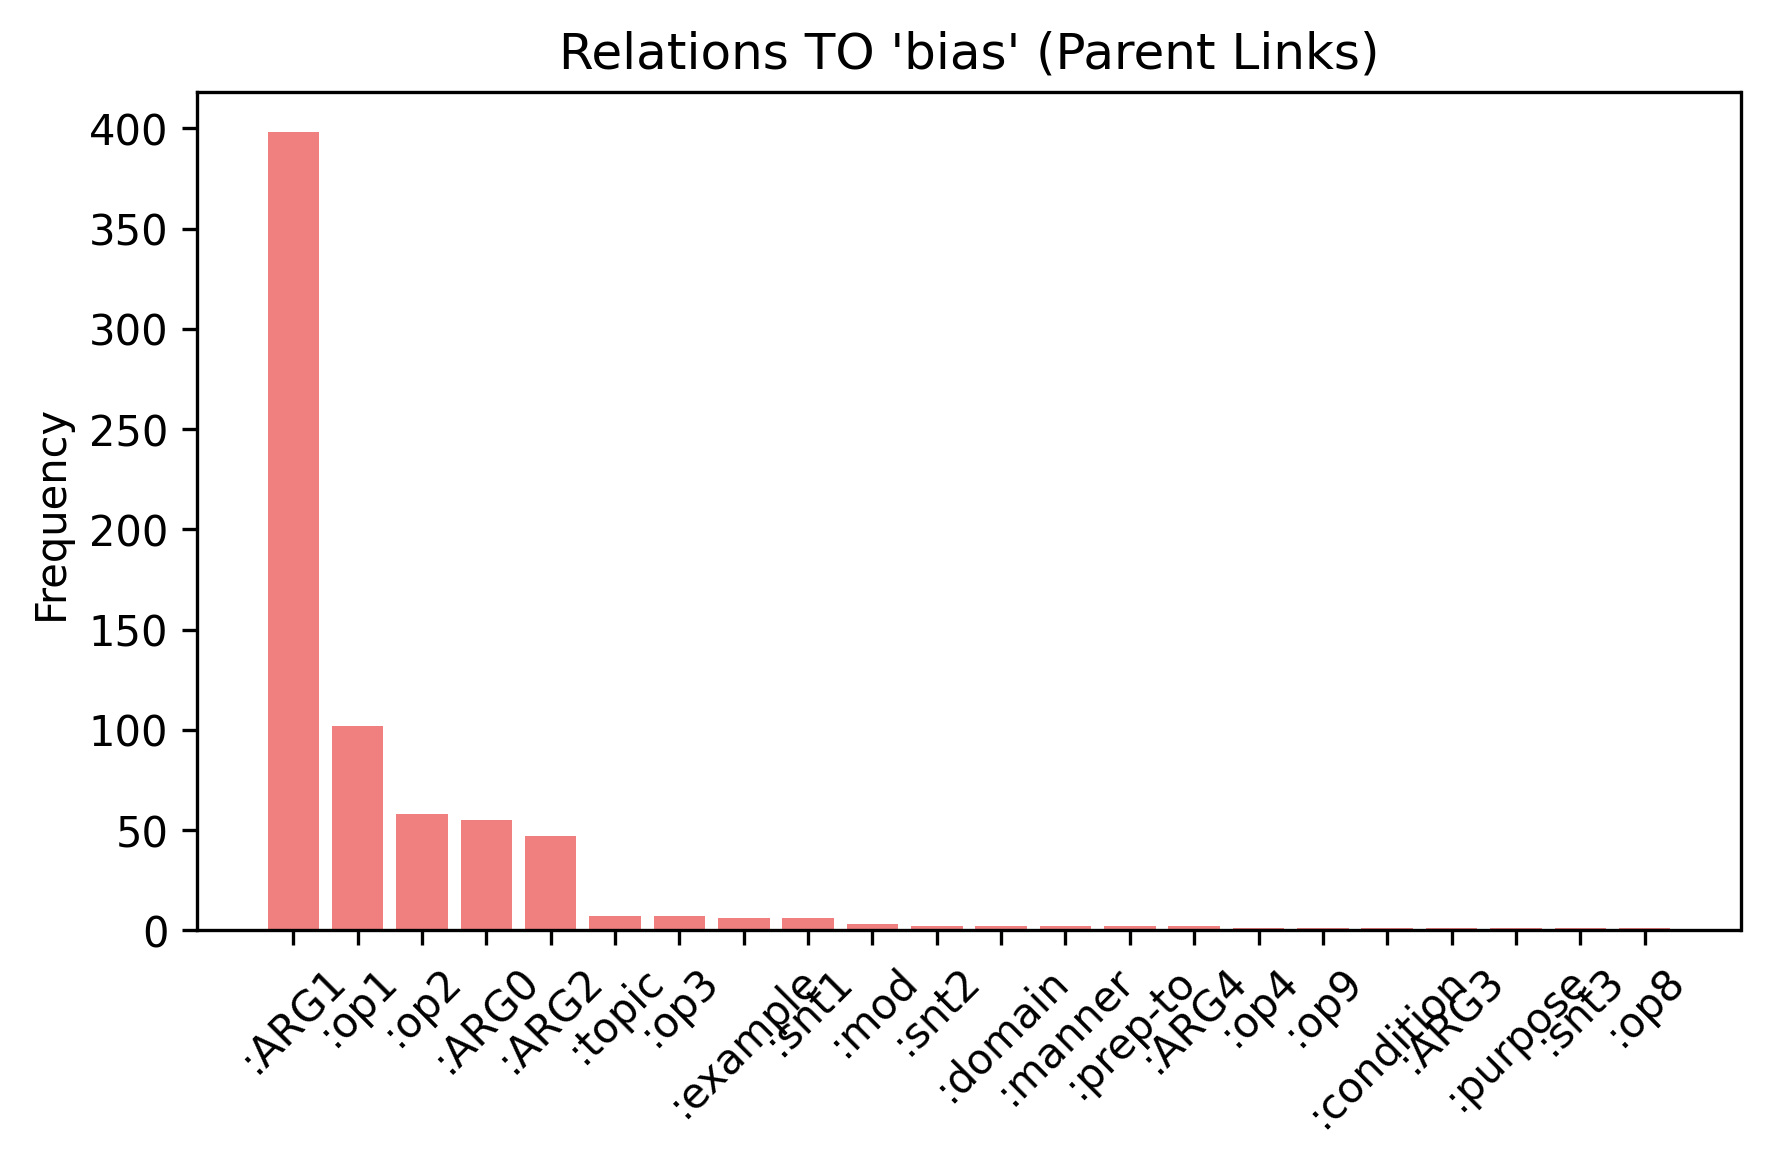 Relations TO 'bias' (Parent Links)
Frequency
400
350
300
250
200
150
100
50
0
:ARG1
:op1
:op2
:ARG0
:ARG2
:topic
:op3
:example
:snt1
:mod
:snt2
:domain
:manner
:prep-to
:ARG4
:op4
:op9
:condition
:ARG3
:purpose
:snt3
:op8